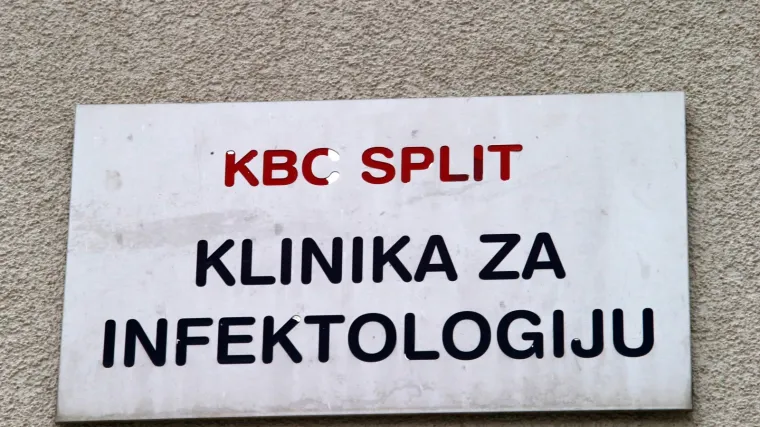 KBC SPLIT
KLINIKA ZA
INFEKTOLOGIJU